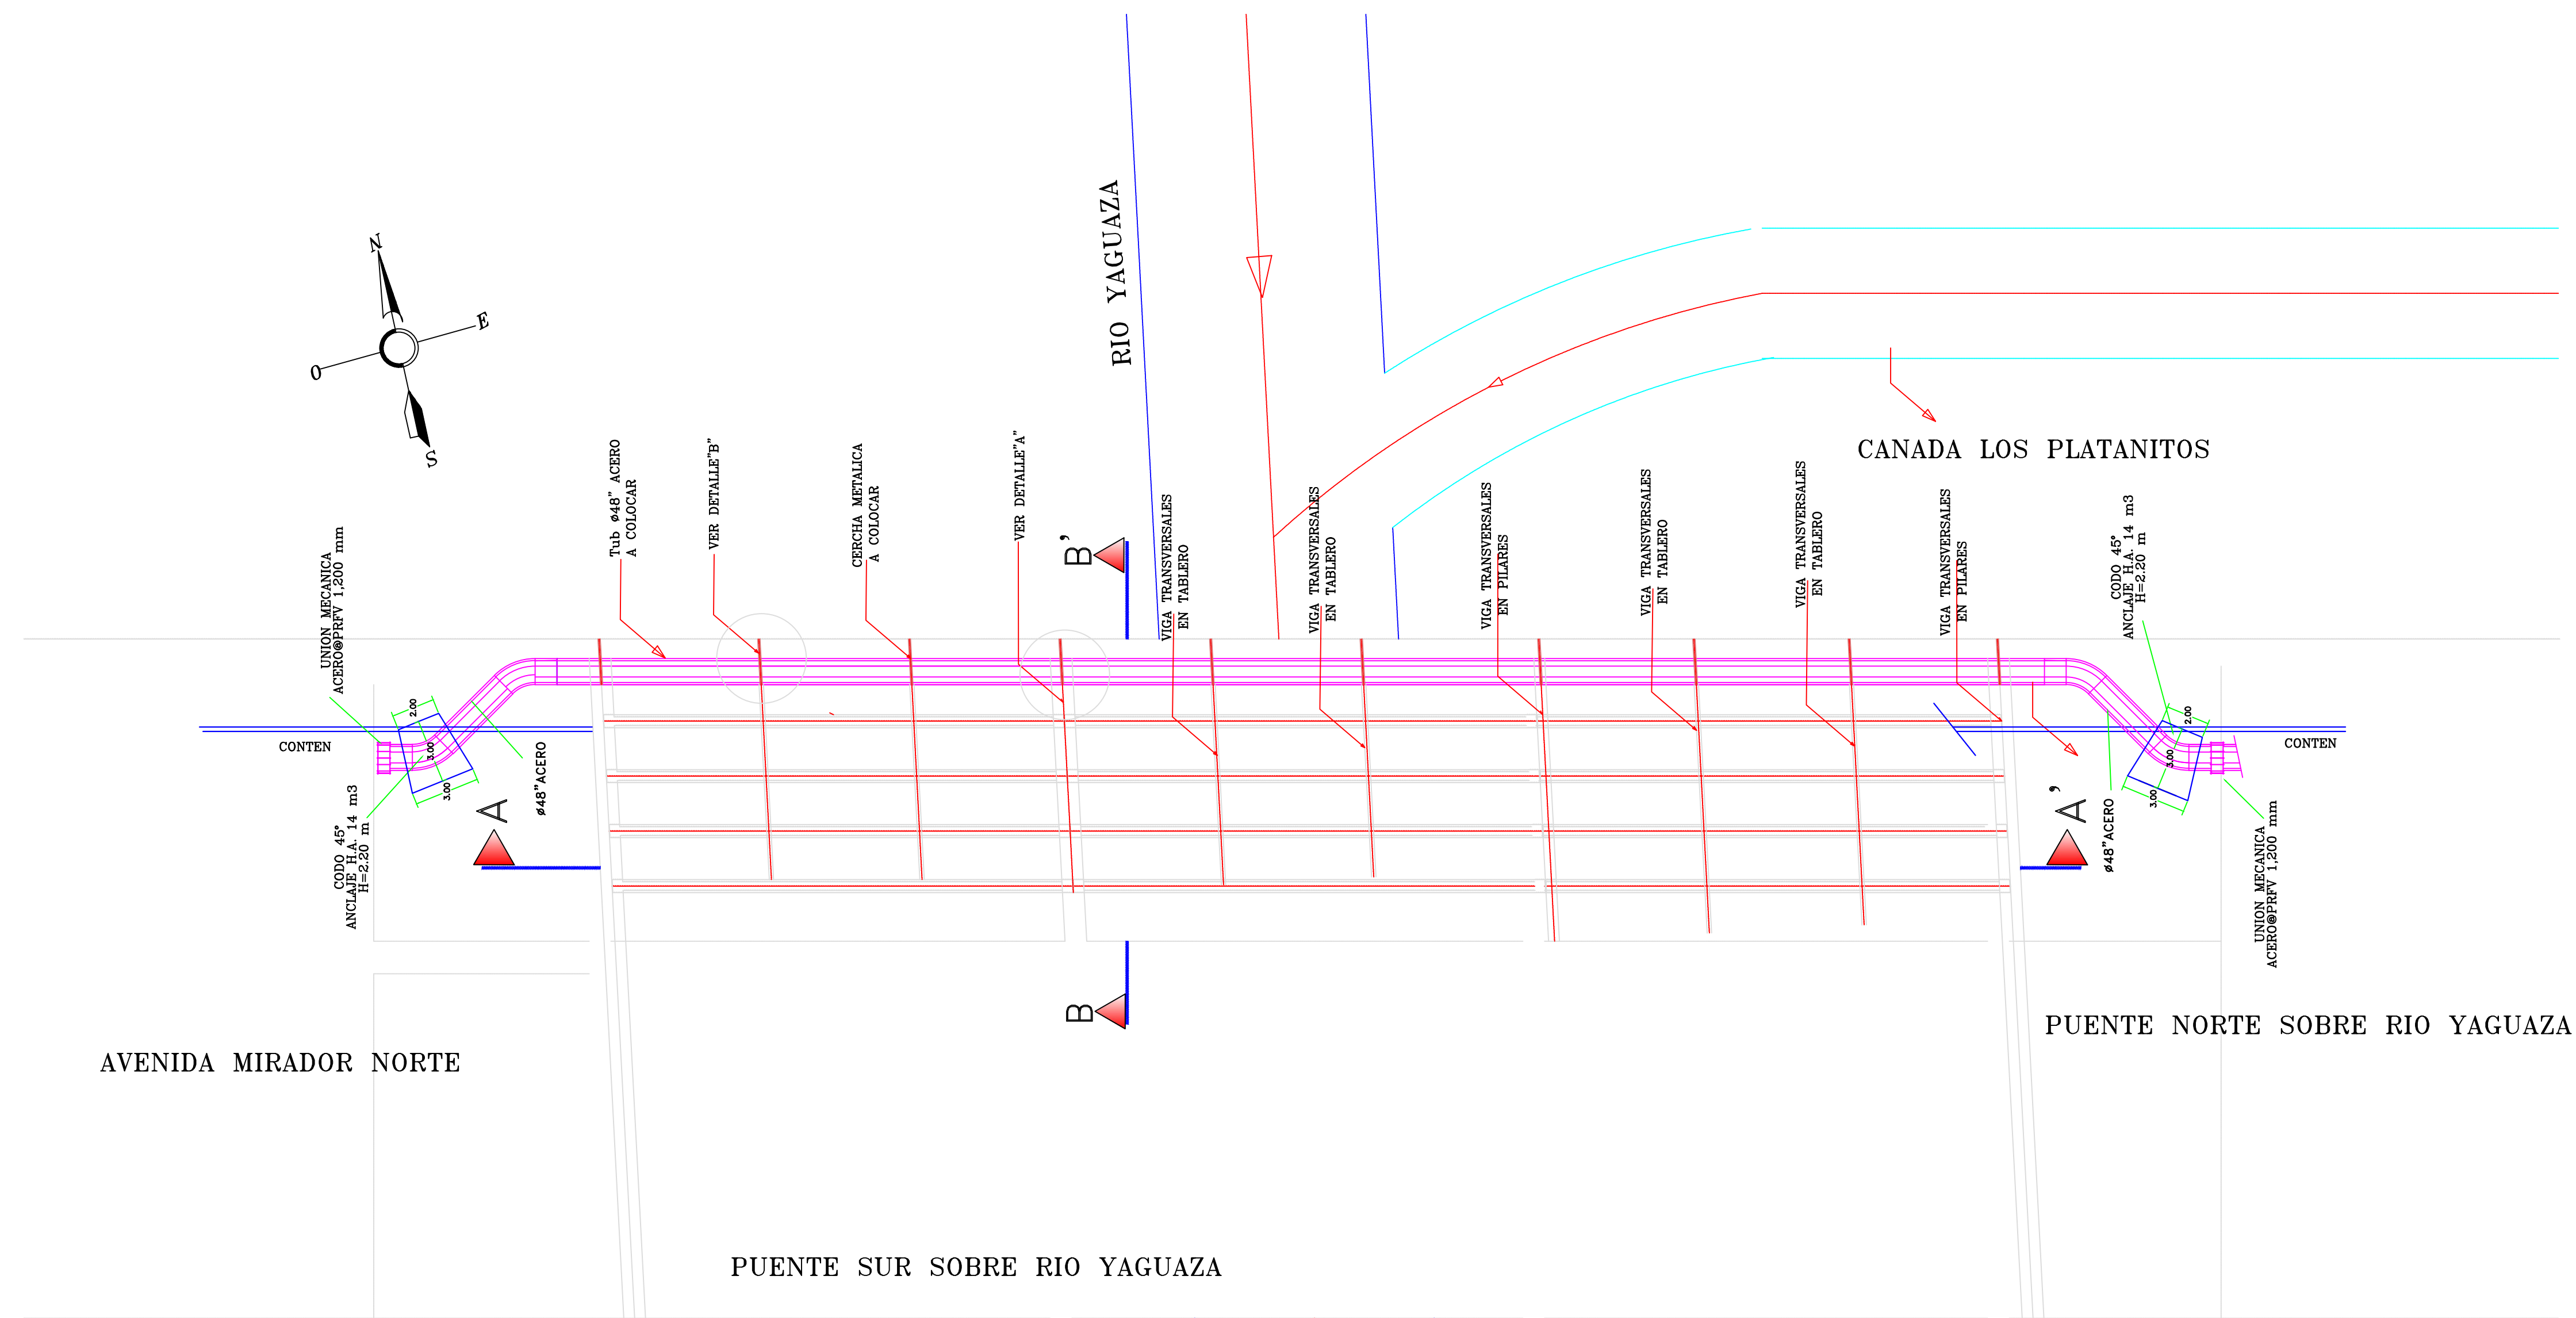 RIO YAGUAZA
N
E
O
S
CANADA LOS PLATANITOS
Tub ø48" ACERO
A COLOCAR
VER DETALLE"B"
CERCHA METALICA
A COLOCAR
VER DETALLE"A"
B'
VIGA TRANSVERSALES
EN TABLERO
VIGA TRANSVERSALES
EN TABLERO
VIGA TRANSVERSALES
EN PILARES
VIGA TRANSVERSALES
EN TABLERO
VIGA TRANSVERSALES
EN TABLERO
VIGA TRANSVERSALES
EN PILARES
CODO 45°
ANCLAJE H.A. 14 m3
H=2.20 m
UNION MECANICA
ACERO@PRFV 1,200 mm
2.00
3.00
3.00
CONTEN
ø48"ACERO
CODO 45°
ANCLAJE H.A. 14 m3
H=2.20 m
A
2.00
3.00
3.00
CONTEN
A'
ø48"ACERO
UNION MECANICA
ACERO@PRFV 1,200 mm
B
PUENTE NORTE SOBRE RIO YAGUAZA
AVENIDA MIRADOR NORTE
PUENTE SUR SOBRE RIO YAGUAZA